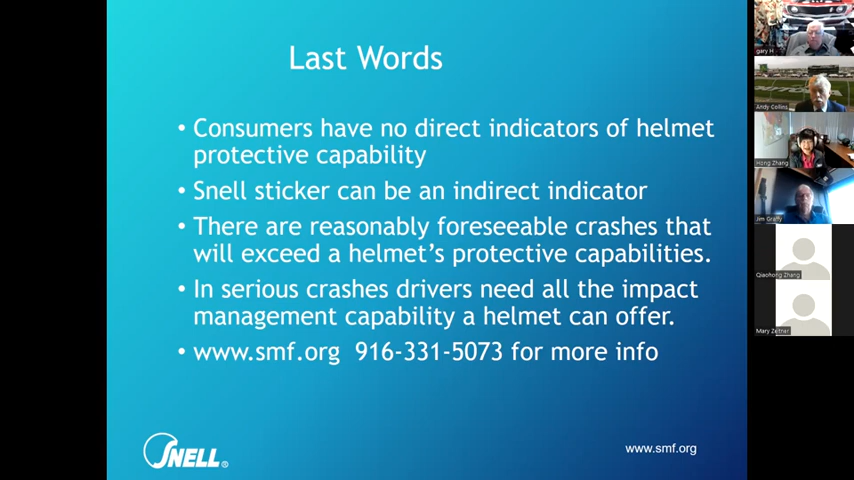 Last Words
• Consumers have no direct indicators of helmet
protective capability
• Snell sticker can be an indirect indicator
• There are reasonably foreseeable crashes that
will exceed a helmet's protective capabilities.
• In serious crashes drivers need all the impact
management capability a helmet can offer.
• www.smf.org 916-331-5073 for more info
SNELL®
www.smf.org
gary H
Andy Collins
Hong Zhang
Jim Graffy
Qiaohong Zhang
Mary Zeitner